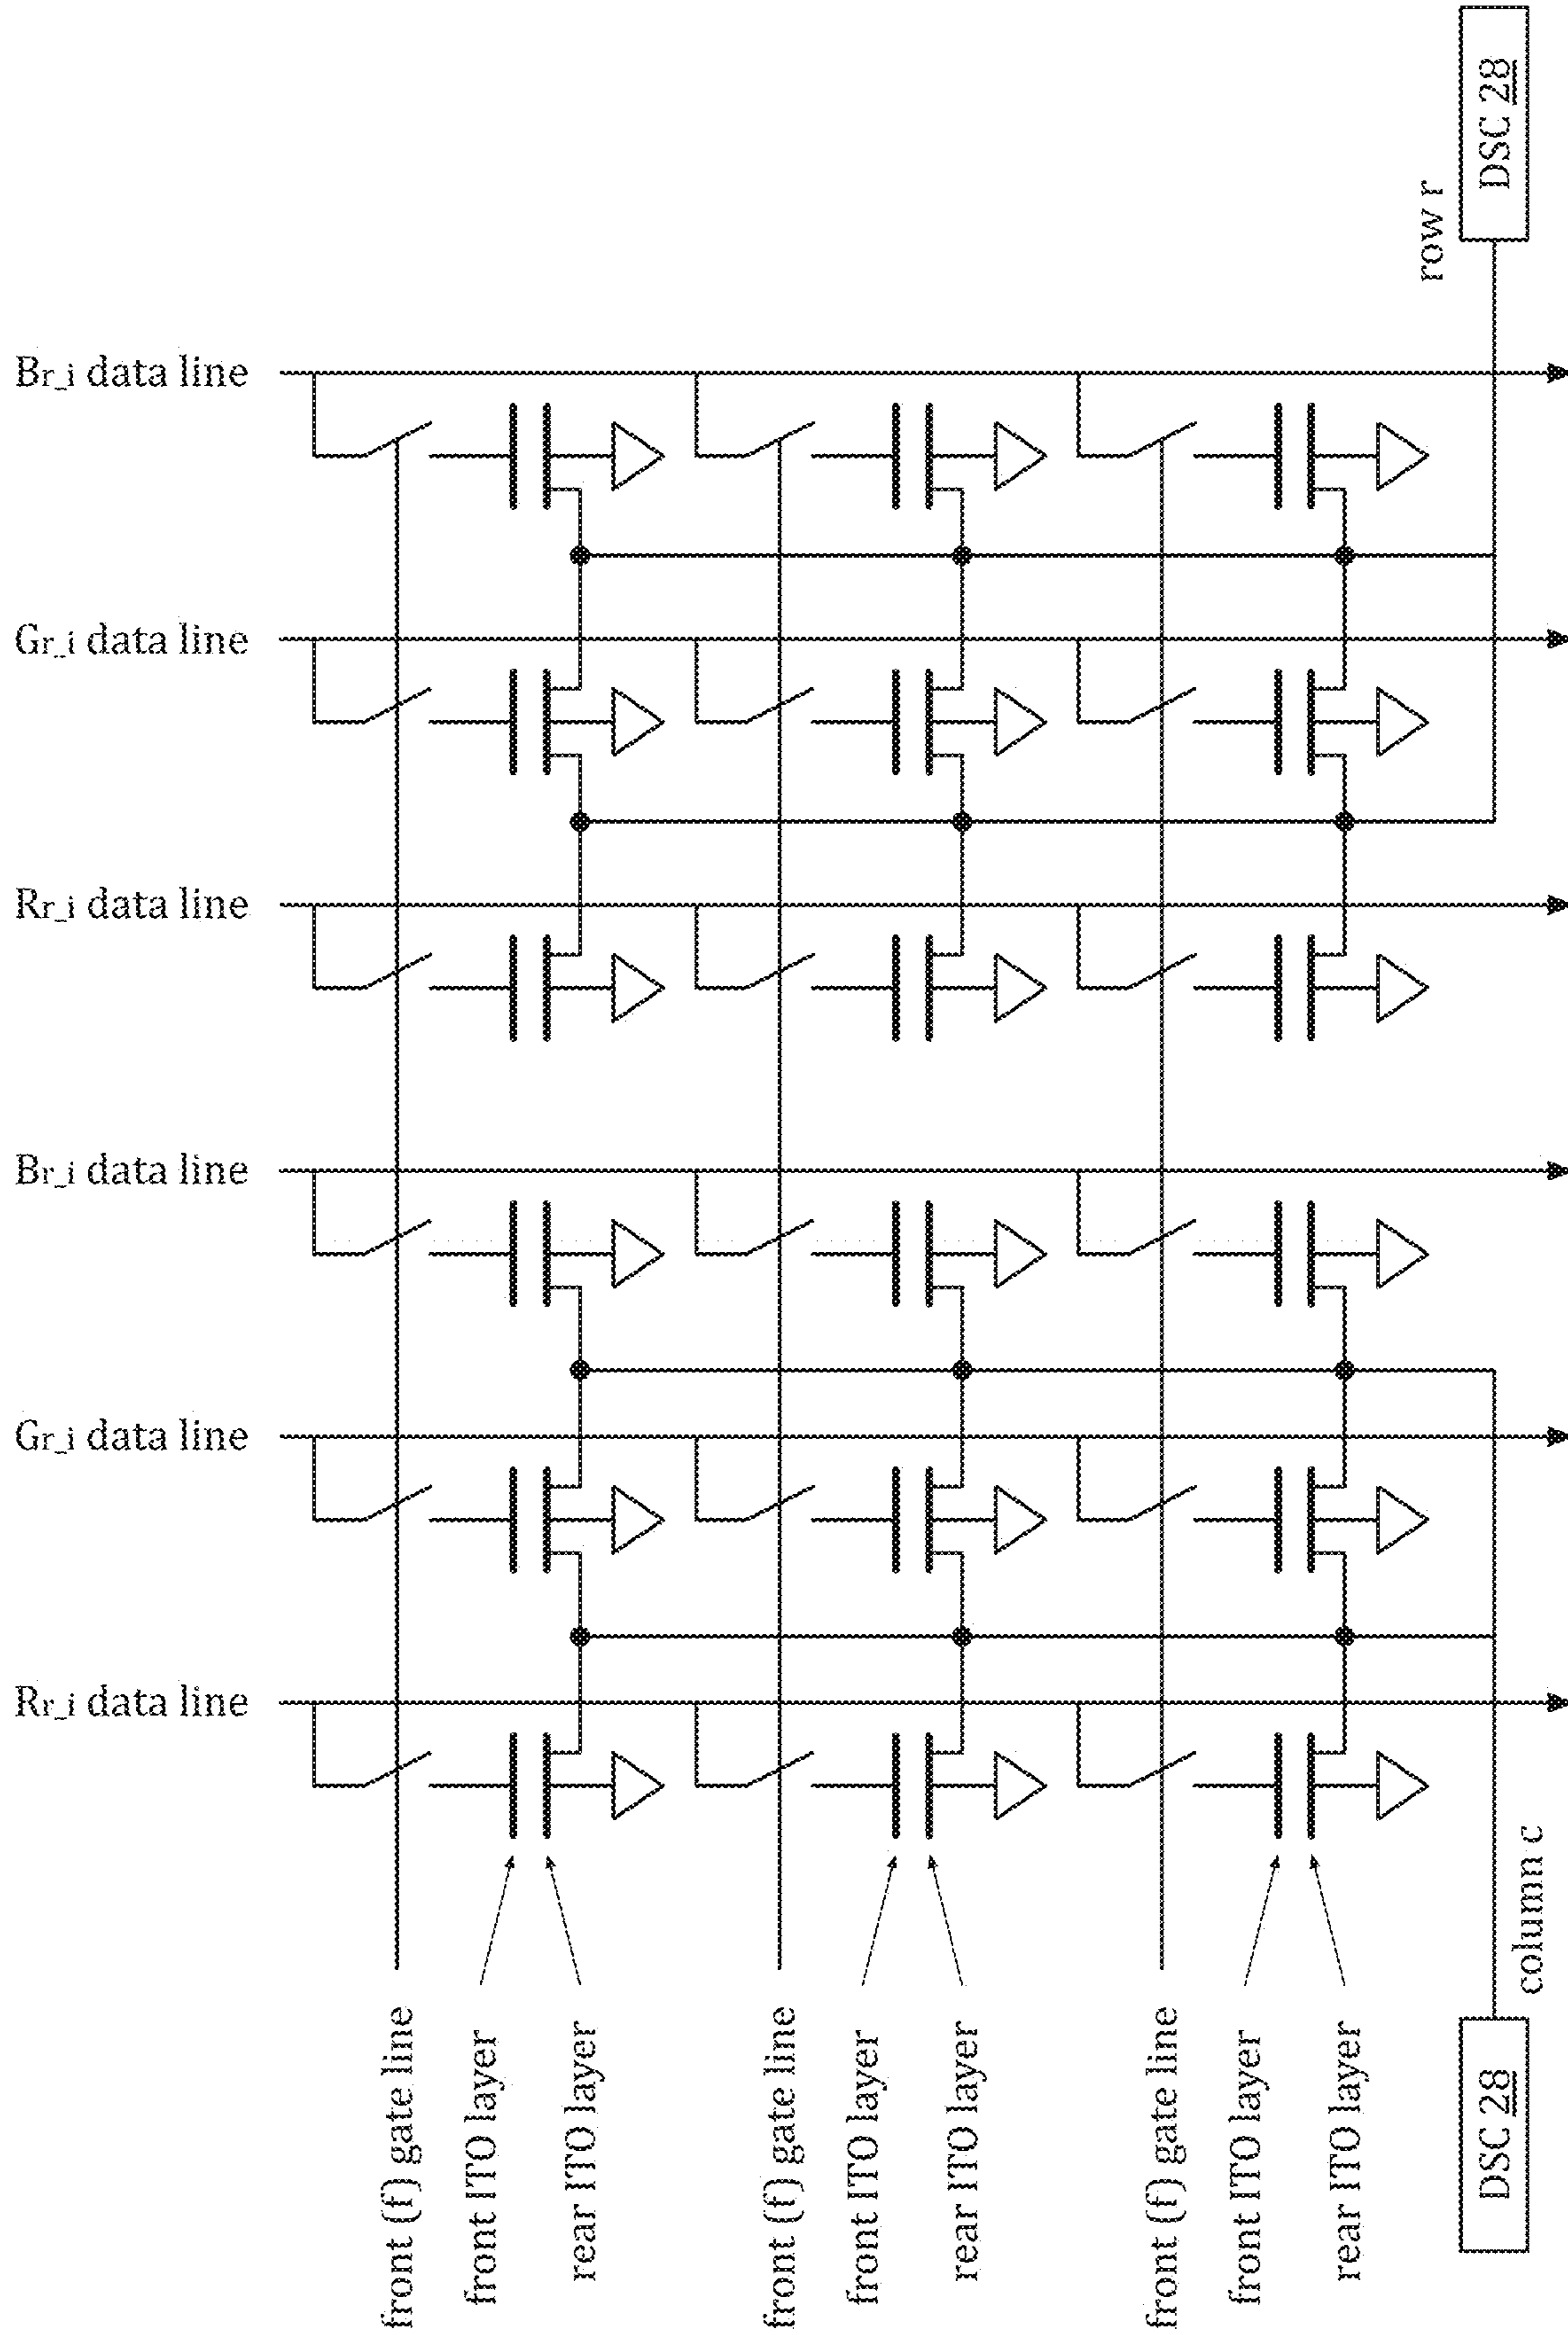 DSC 28
row r
Br_i data line
Gr_i data line
Rr_i data line
Br_i data line
Gr_i data line
Rr_i data line
front (f) gate line
front ITO layer
rear ITO layer
front (f) gate line
front ITO layer
rear ITO layer
front (f) gate line
front ITO layer
rear ITO layer
column c
DSC 28